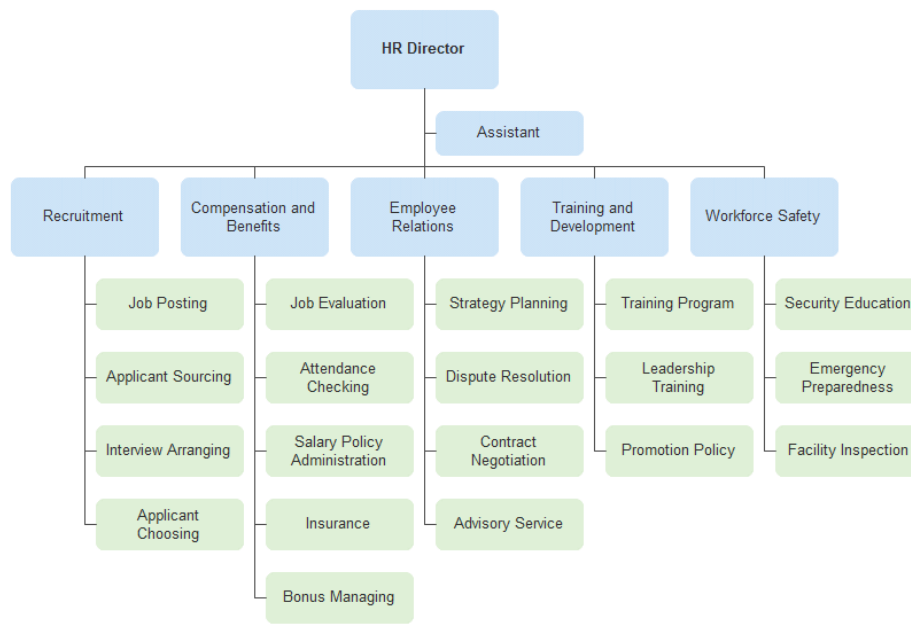 HR Director
Assistant
Recruitment
Compensation and
Benefits
Employee
Relations
Training and
Development
Workforce Safety
Job Posting
Applicant Sourcing
Interview Arranging
Applicant
Choosing
Job Evaluation
Attendance
Checking
Salary Policy
Administration
Insurance
Bonus Managing
Strategy Planning
Dispute Resolution
Contract
Negotiation
Advisory Service
Training Program
Leadership
Training
Promotion Policy
Security Education
Emergency
Preparedness
Facility Inspection